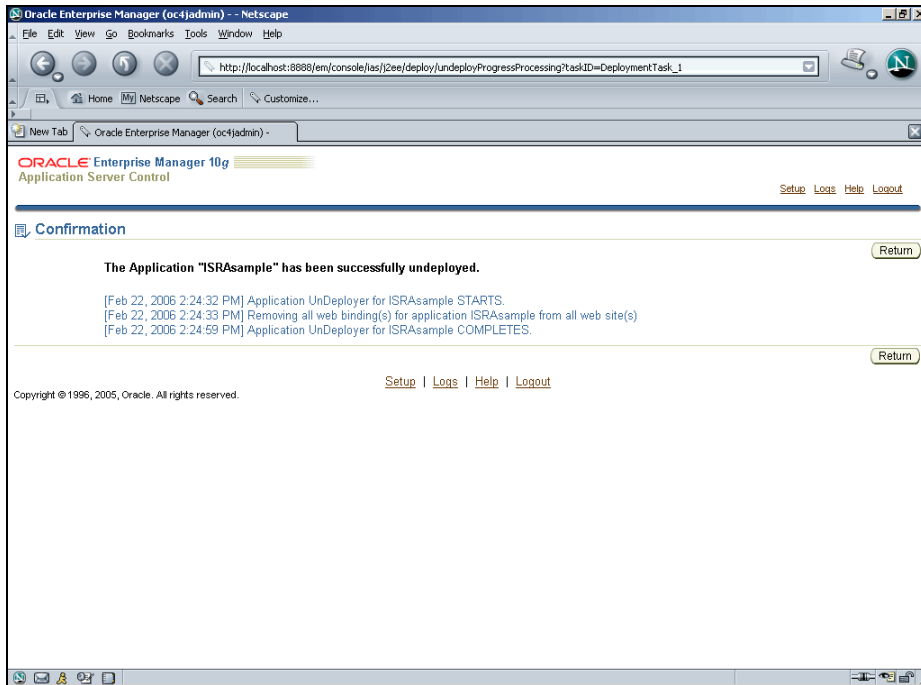 Oracle Enterprise Manager (oc4jadmin) - - Netscape
File Edit View Go Bookmarks Tools Window Help
http://localhost:8888/em/console/ias/j2ee/deploy/undeployProgressProcessing?taskID=DeploymentTask_1
N
Home My Netscape Search Customize...
New Tab Oracle Enterprise Manager (oc4jadmin) -
ORACLE Enterprise Manager 10g
Application Server Control
Setup Logs Help Logout
Confirmation
Return
The Application "ISRAsample" has been successfully undeployed.
[Feb 22, 2006 2:24:32 PM] Application UnDeployer for ISRAsample STARTS.
[Feb 22, 2006 2:24:33 PM] Removing all web binding(s) for application ISRAsample from all web site(s)
[Feb 22, 2006 2:24:59 PM] Application UnDeployer for ISRAsample COMPLETES.
Return
Setup | Logs | Help | Logout
Copyright © 1996, 2005, Oracle. All rights reserved.